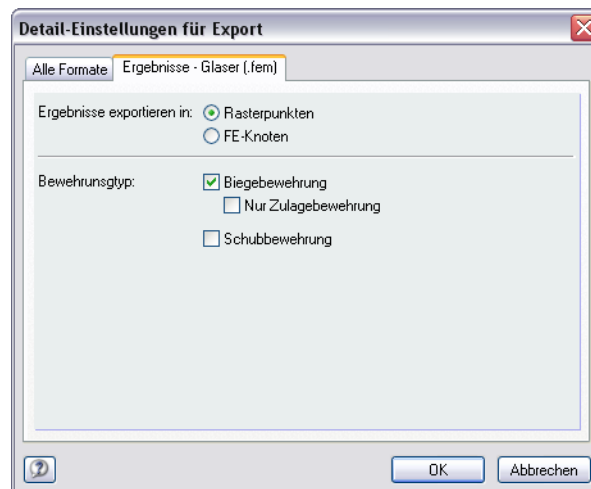 Detail-Einstellungen für Export
Alle Formate
Ergebnisse - Glaser (.fem)
Ergebnisse exportieren in:
Rasterpunkten
FE-Knoten
Bewehrunsgtyp:
Biegebewehrung
Nur Zulagebewehrung
Schubbewehrung
?
OK
Abbrechen